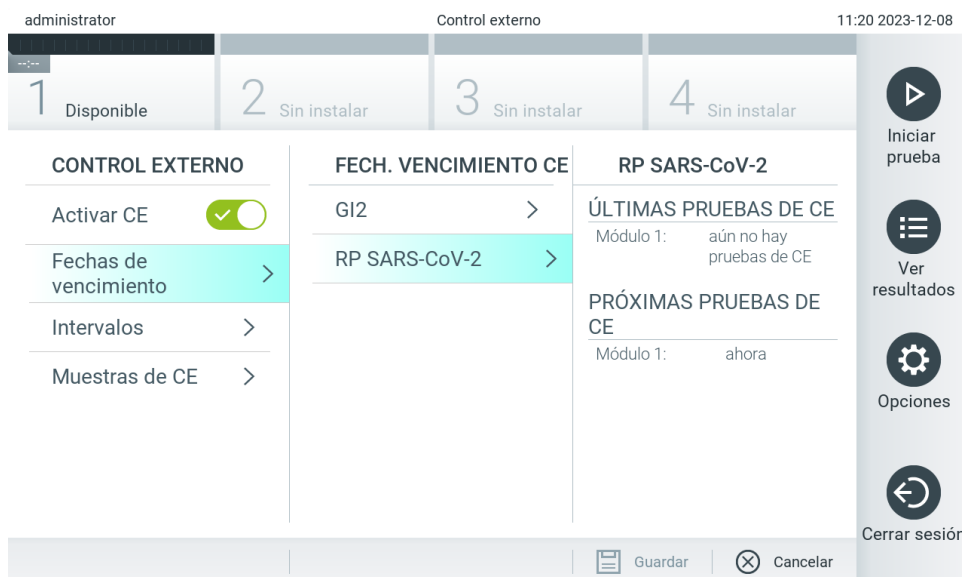 administrator
Control externo
11:20 2023-12-08
--:--
1 Disponible
2 Sin instalar
3 Sin instalar
4 Sin instalar
CONTROL EXTERNO
Activar CE
Fechas de
vencimiento
Intervalos
Muestras de CE
FECH. VENCIMIENTO CE
GI2
RP SARS-CoV-2
RP SARS-CoV-2
ÚLTIMAS PRUEBAS DE CE
Módulo 1: aún no hay
pruebas de CE
PRÓXIMAS PRUEBAS DE
CE
Módulo 1: ahora
Iniciar
prueba
Ver
resultados
Opciones
Cerrar sesión
Guardar
Cancelar